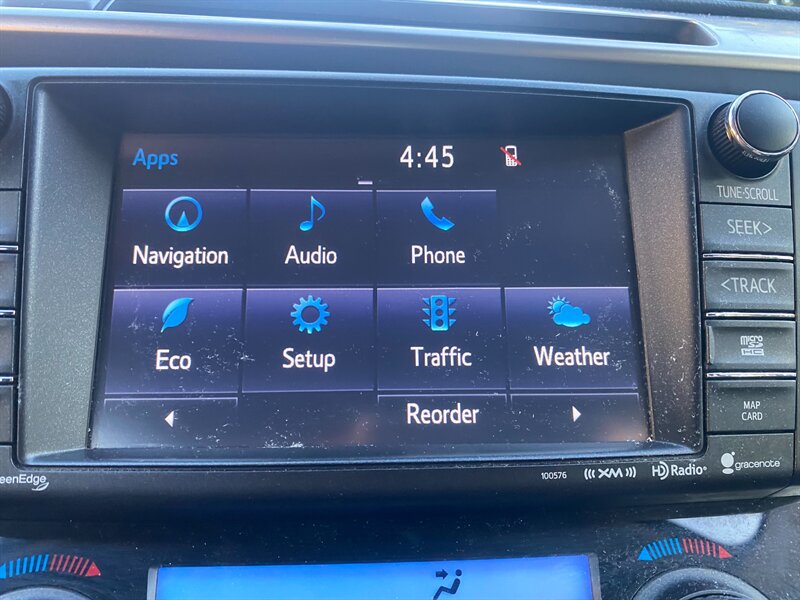 Apps 4:45
Navigation Audio Phone
Eco Setup Traffic Weather
Reorder
TUNE·SCROLL
SEEK>
<TRACK
micro SD HC
MAP
CARD
eenEdge
100576 XM HD Radio gracenote